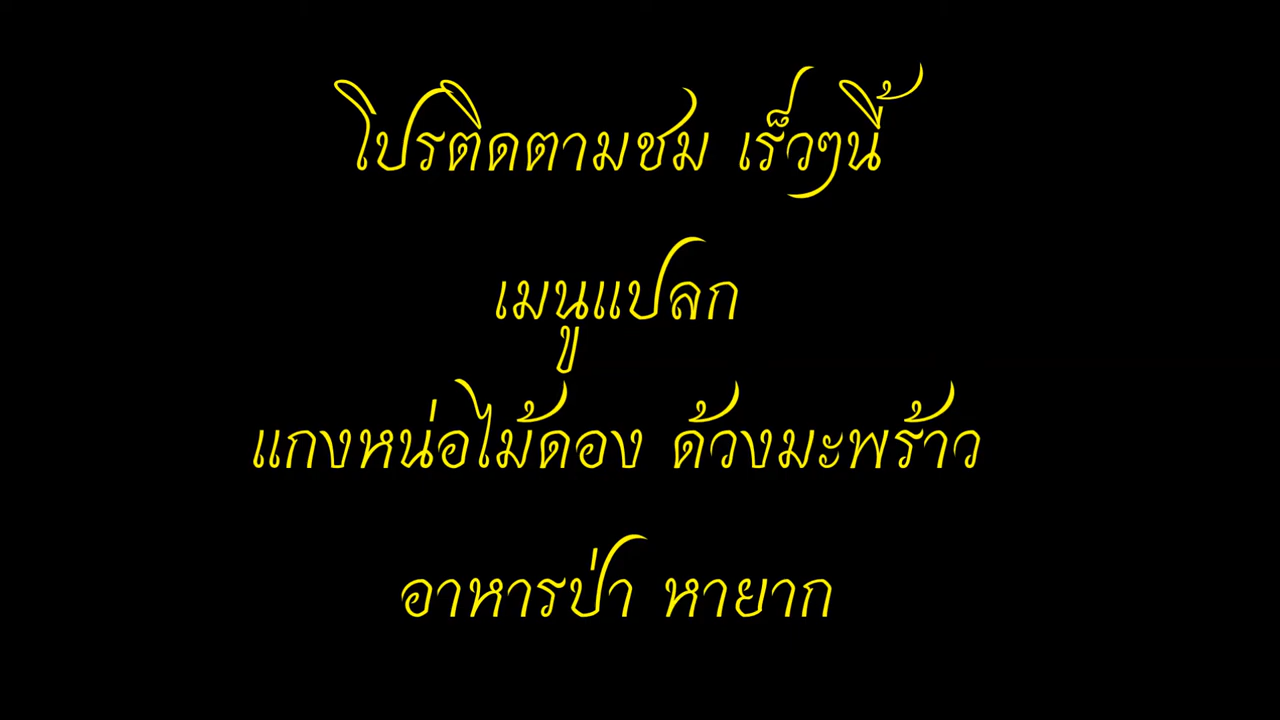 โปรติดตามชม เร็วๆนี้
เมนูแปลก
แกงหน่อไม้ดอง ด้วงมะพร้าว
อาหารป่า หายาก